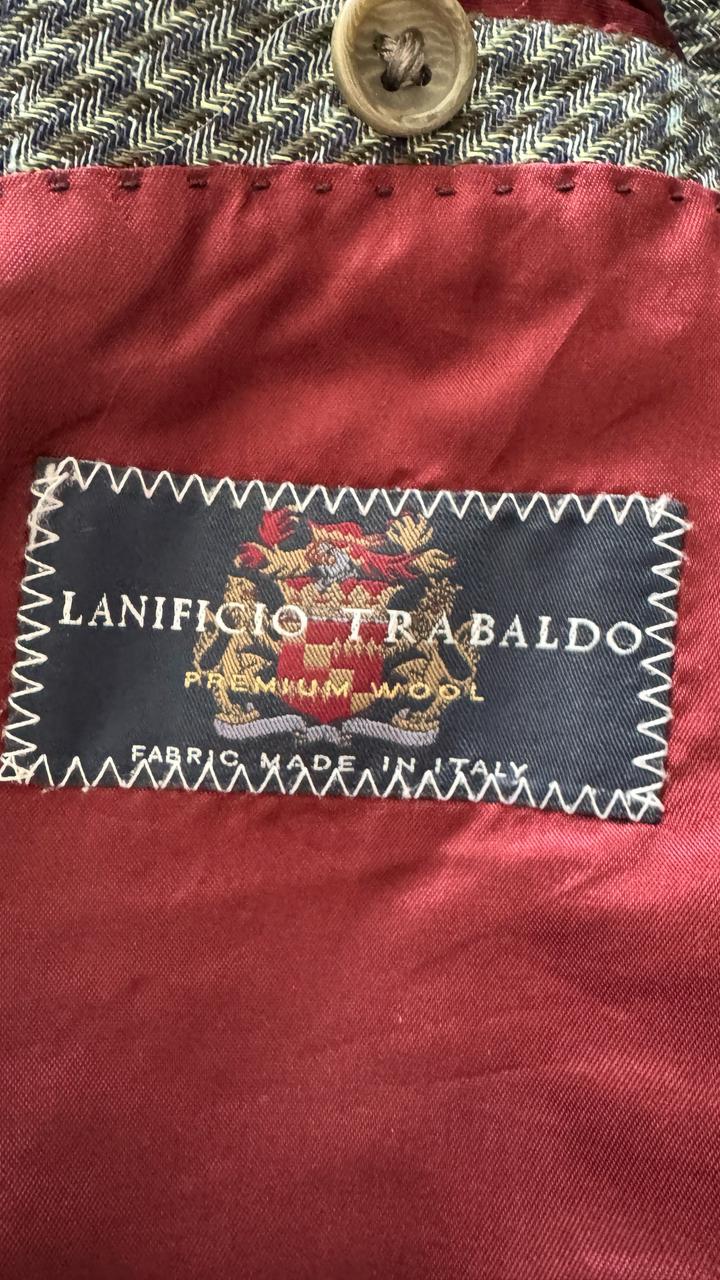 LANIFICIO TRABALDO
PREMIUM WOOL
FABRIC MADE IN ITALY